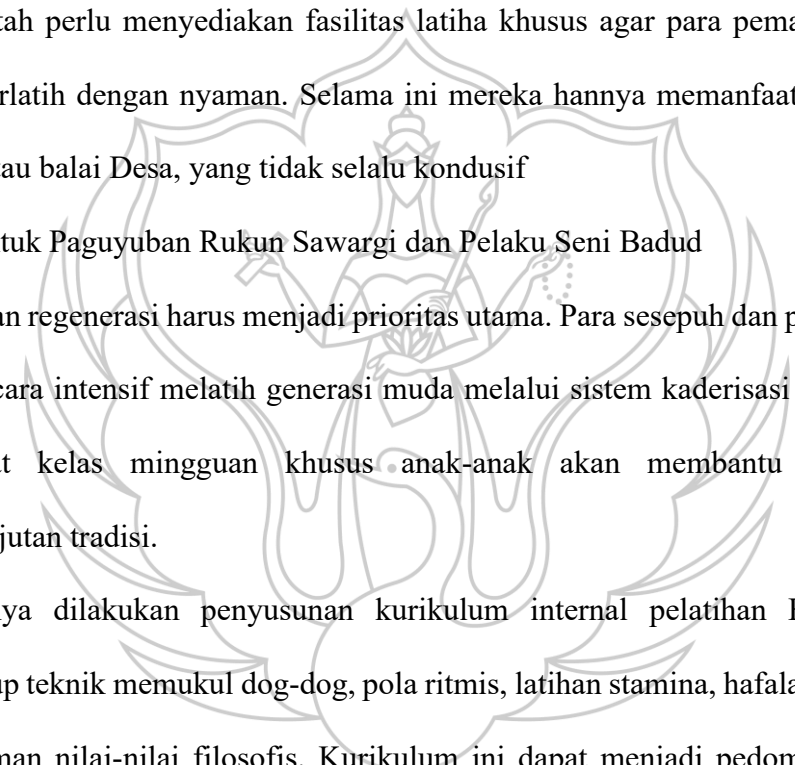 tah perlu menyediakan fasilitas latiha khusus agar para pema
rlatih dengan nyaman. Selama ini mereka hannya memanfaat
au balai Desa, yang tidak selalu kondusif
tuk Paguyuban Rukun Sawargi dan Pelaku Seni Badud
an regenerasi harus menjadi prioritas utama. Para sesepuh dan p
cara intensif melatih generasi muda melalui sistem kaderisasi
t kelas mingguan khusus anak-anak akan membantu
jutan tradisi.
ya dilakukan penyusunan kurikulum internal pelatihan
up teknik memukul dog-dog, pola ritmis, latihan stamina, hafala
man nilai-nilai filosofis. Kurikulum ini dapat menjadi pedom